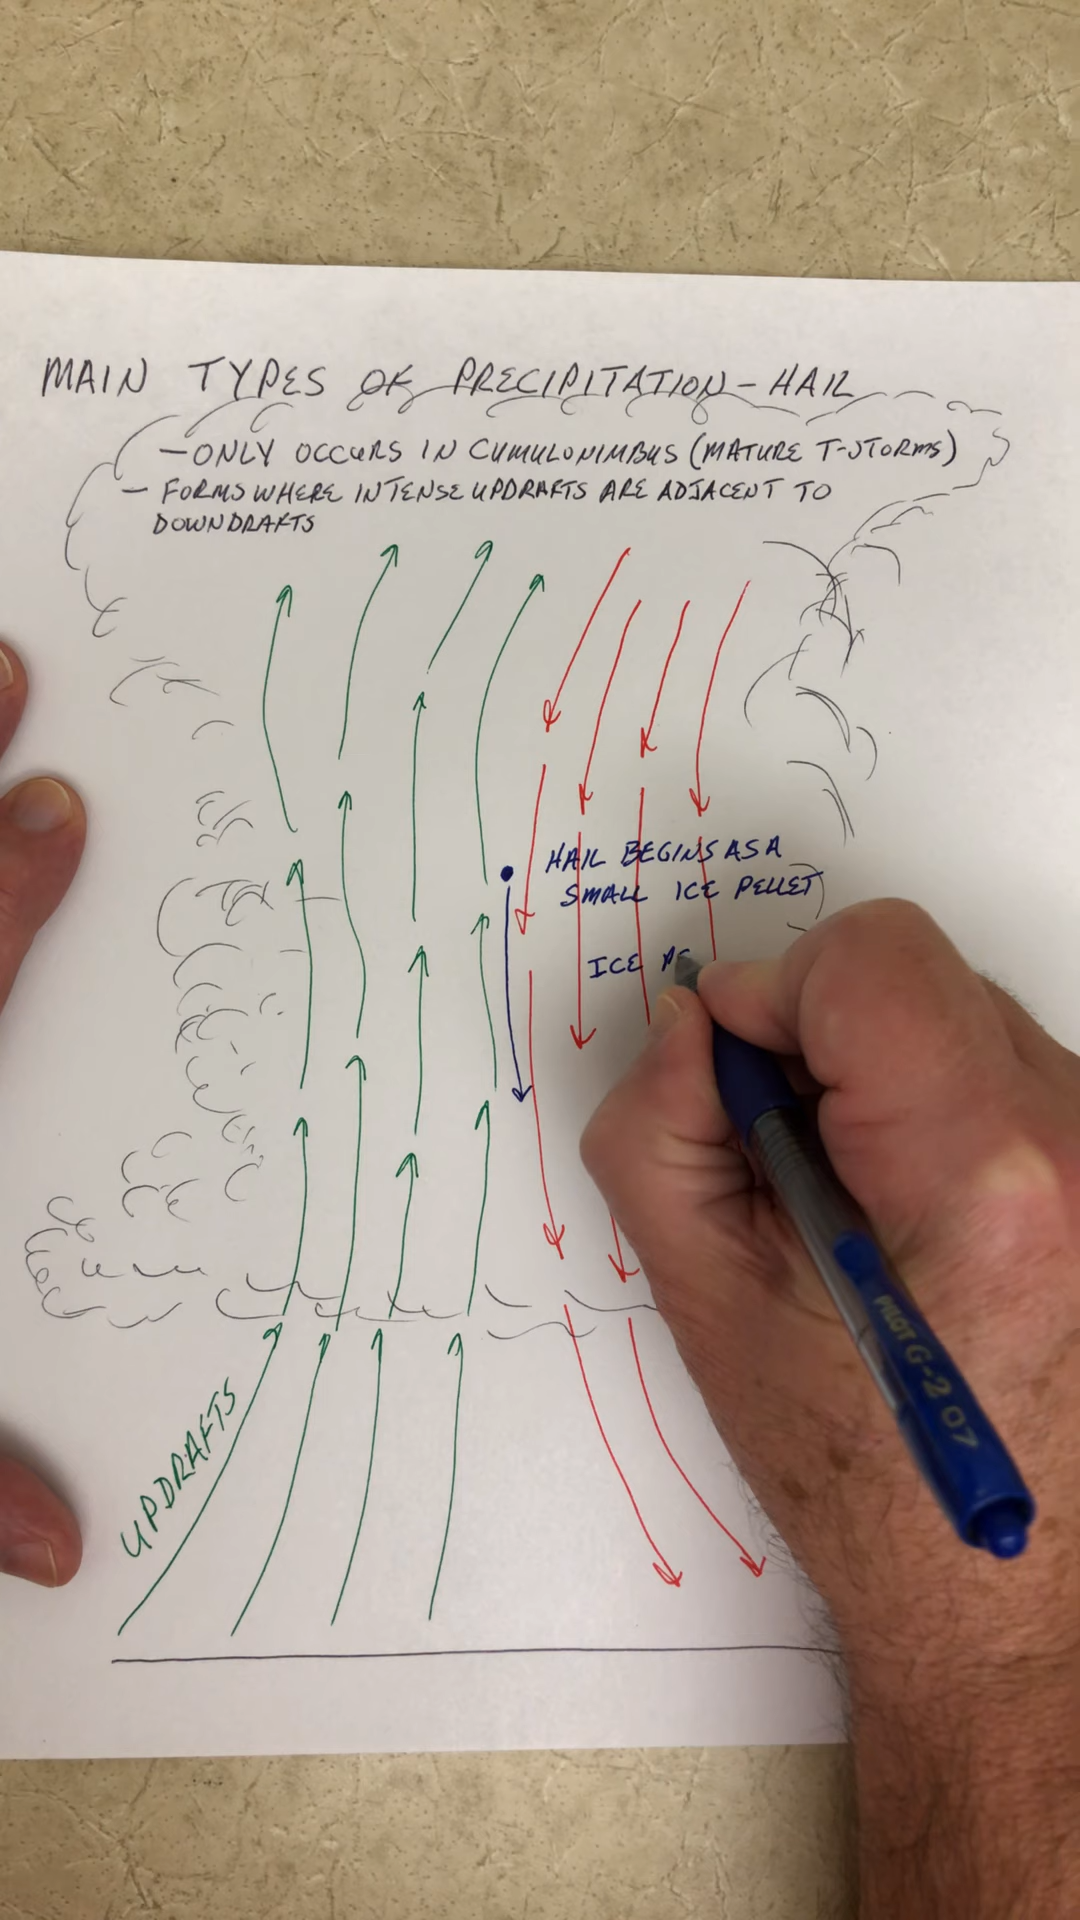 MAIN TYPES OF PRECIPITATION - HAIL
- ONLY OCCURS IN CUMULONIMBUS (MATURE T-STORMS)
- FORMS WHERE INTENSE UPDRAFTS ARE ADJACENT TO
DOWNDRAFTS
HAIL BEGINS AS A
SMALL ICE PELLET
ICE PE
UPDRAFTS
PILOT G-2 07